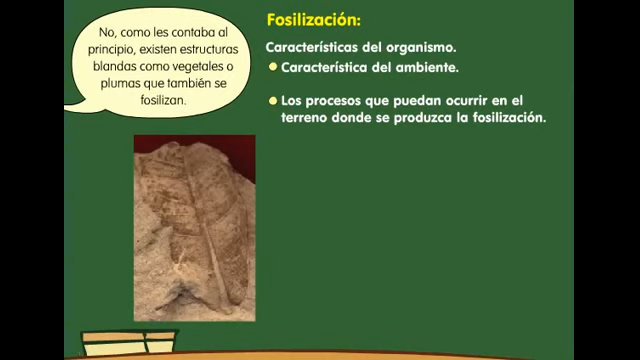 No, como les contaba al
principio, existen estructuras
blandas como vegetales o
plumas que también se
fosilizan.
Fosilización:
Características del organismo.
Característica del ambiente.
Los procesos que puedan ocurrir en el
terreno donde se produzca la fosilización.